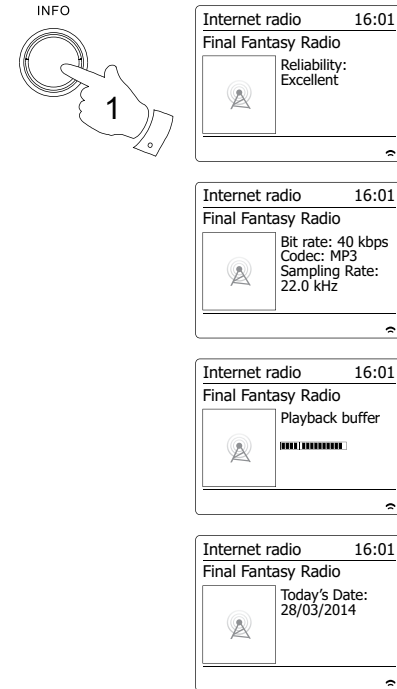 INFO
1
Internet radio 16:01
Final Fantasy Radio
Reliability:
Excellent
Internet radio 16:01
Final Fantasy Radio
Bit rate: 40 kbps
Codec: MP3
Sampling Rate:
22.0 kHz
Internet radio 16:01
Final Fantasy Radio
Playback buffer
Internet radio 16:01
Final Fantasy Radio
Today's Date:
28/03/2014